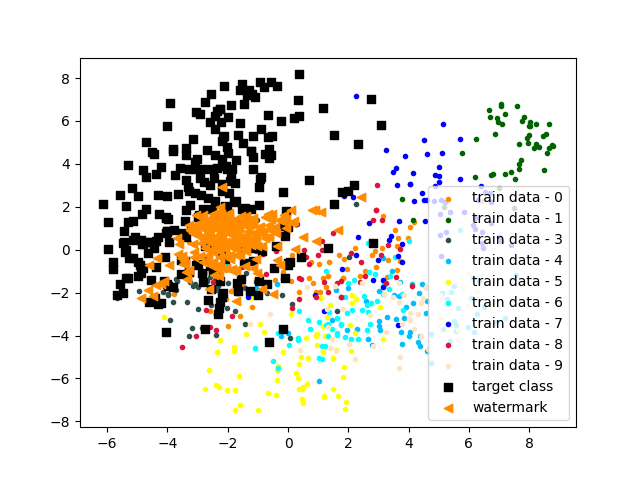 8
6
4
2
0
−2
−4
−6
−8
−6
−4
−2
0
2
4
6
8
train data - 0
train data - 1
train data - 3
train data - 4
train data - 5
train data - 6
train data - 7
train data - 8
train data - 9
target class
watermark